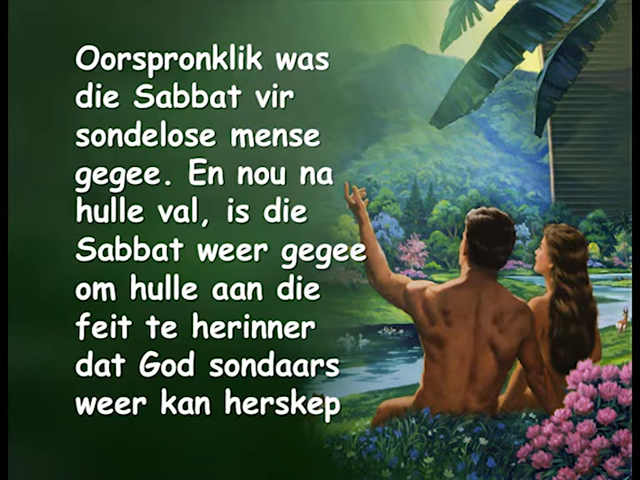 Oorspronklik was
die Sabbat vir
sondelose mense
gegee. En nou na
hulle val, is die
Sabbat weer gegee
om hulle aan die
feit te herinner
dat God sondaars
weer kan herskep